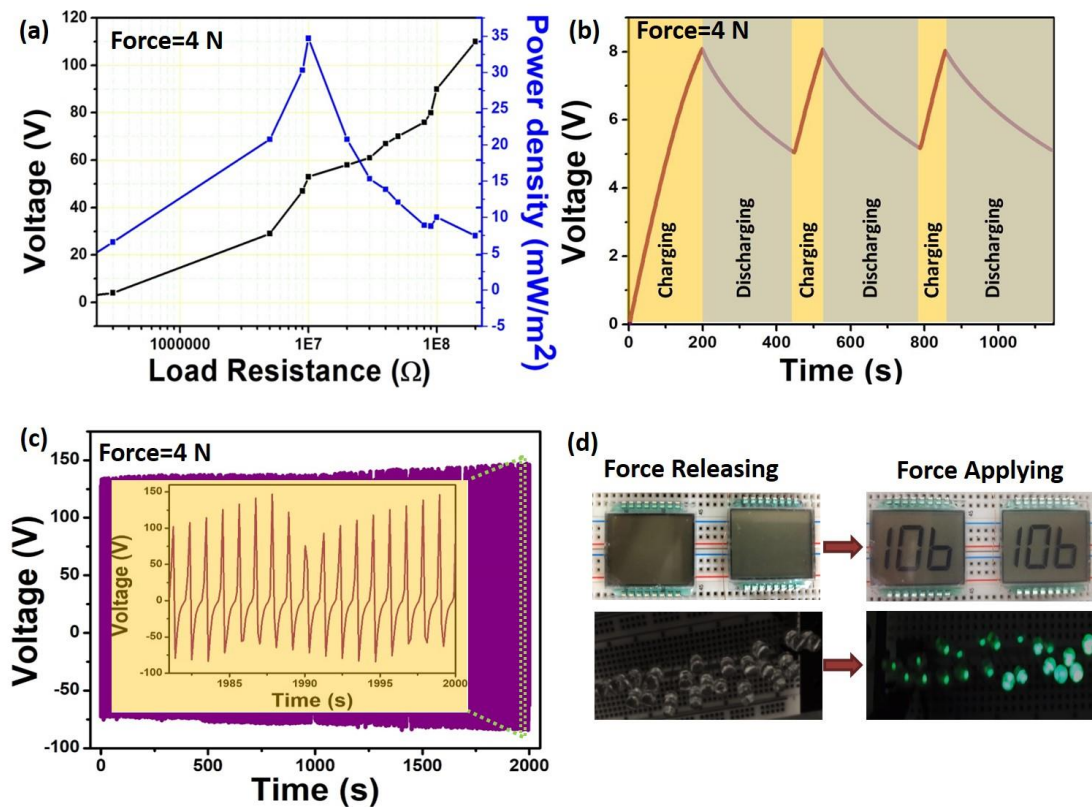 (a)
Force=4 N
120
100
80
60
40
20
0
Voltage (V)
35
30
25
20
15
10
5
0
-5
Power density (mW/m²)
1000000
1E7
1E8
Load Resistance (Ω)
(b)
Force=4 N
8
6
4
2
0
Voltage (V)
Charging
Discharging
Charging
Discharging
Charging
Discharging
0
200
400
600
800
1000
Time (s)
(c)
Force=4 N
150
100
50
0
-50
-100
Voltage (V)
150
100
75
50
25
0
-50
-100
Voltage (V)
1985
1990
1995
2000
Time (s)
0
500
1000
1500
2000
Time (s)
(d)
Force Releasing
Force Applying
106
106